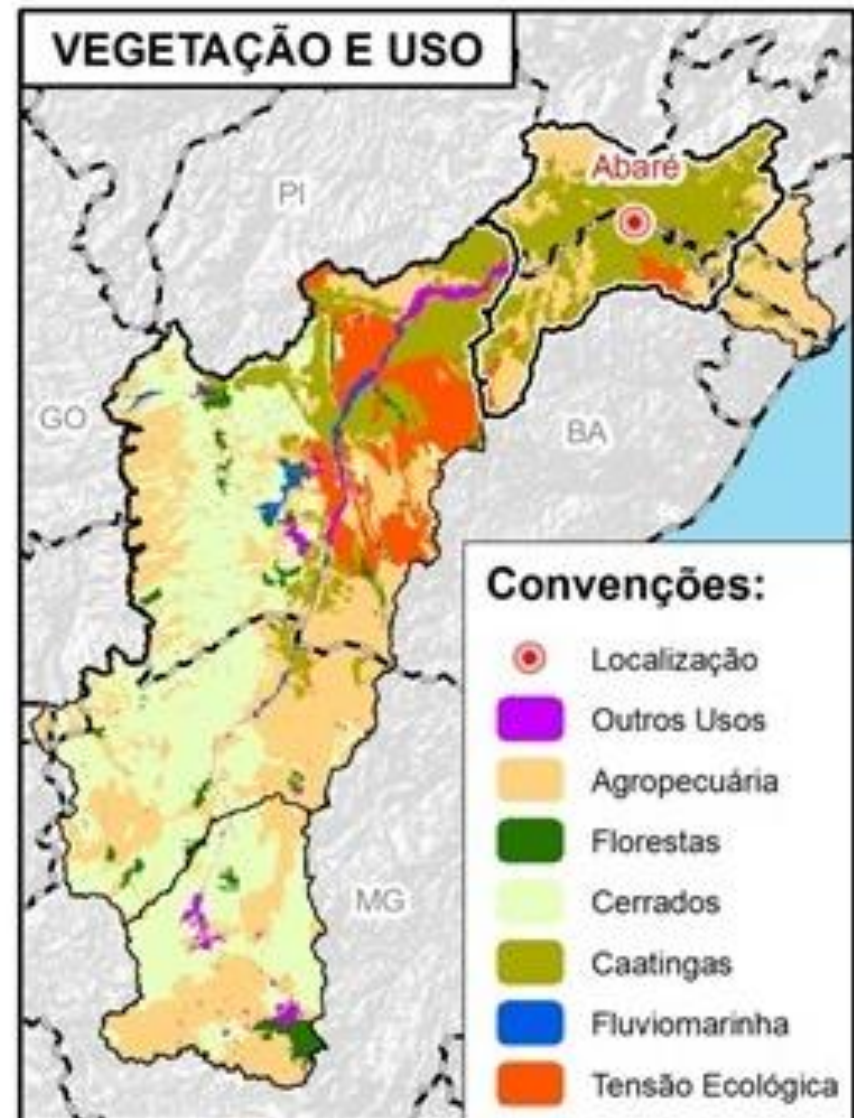 VEGETAÇÃO E USO
Abaré
PI
GO
BA
MG
Convenções:
Localização
Outros Usos
Agropecuária
Florestas
Cerrados
Caatingas
Fluviomarinha
Tensão Ecológica